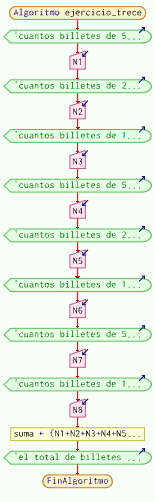 Algoritmo ejercicio_trece
'cuantos billetes de 5...
N1
'cuantos billetes de 2...
N2
'cuantos billetes de 1...
N3
'cuantos billetes de 5...
N4
'cuantos billetes de 2...
N5
'cuantos billetes de 1...
N6
'cuantos billetes de 5...
N7
'cuantos billetes de 1...
N8
suma ← (N1+N2+N3+N4+N5...
'el total de billetes ...
FinAlgoritmo